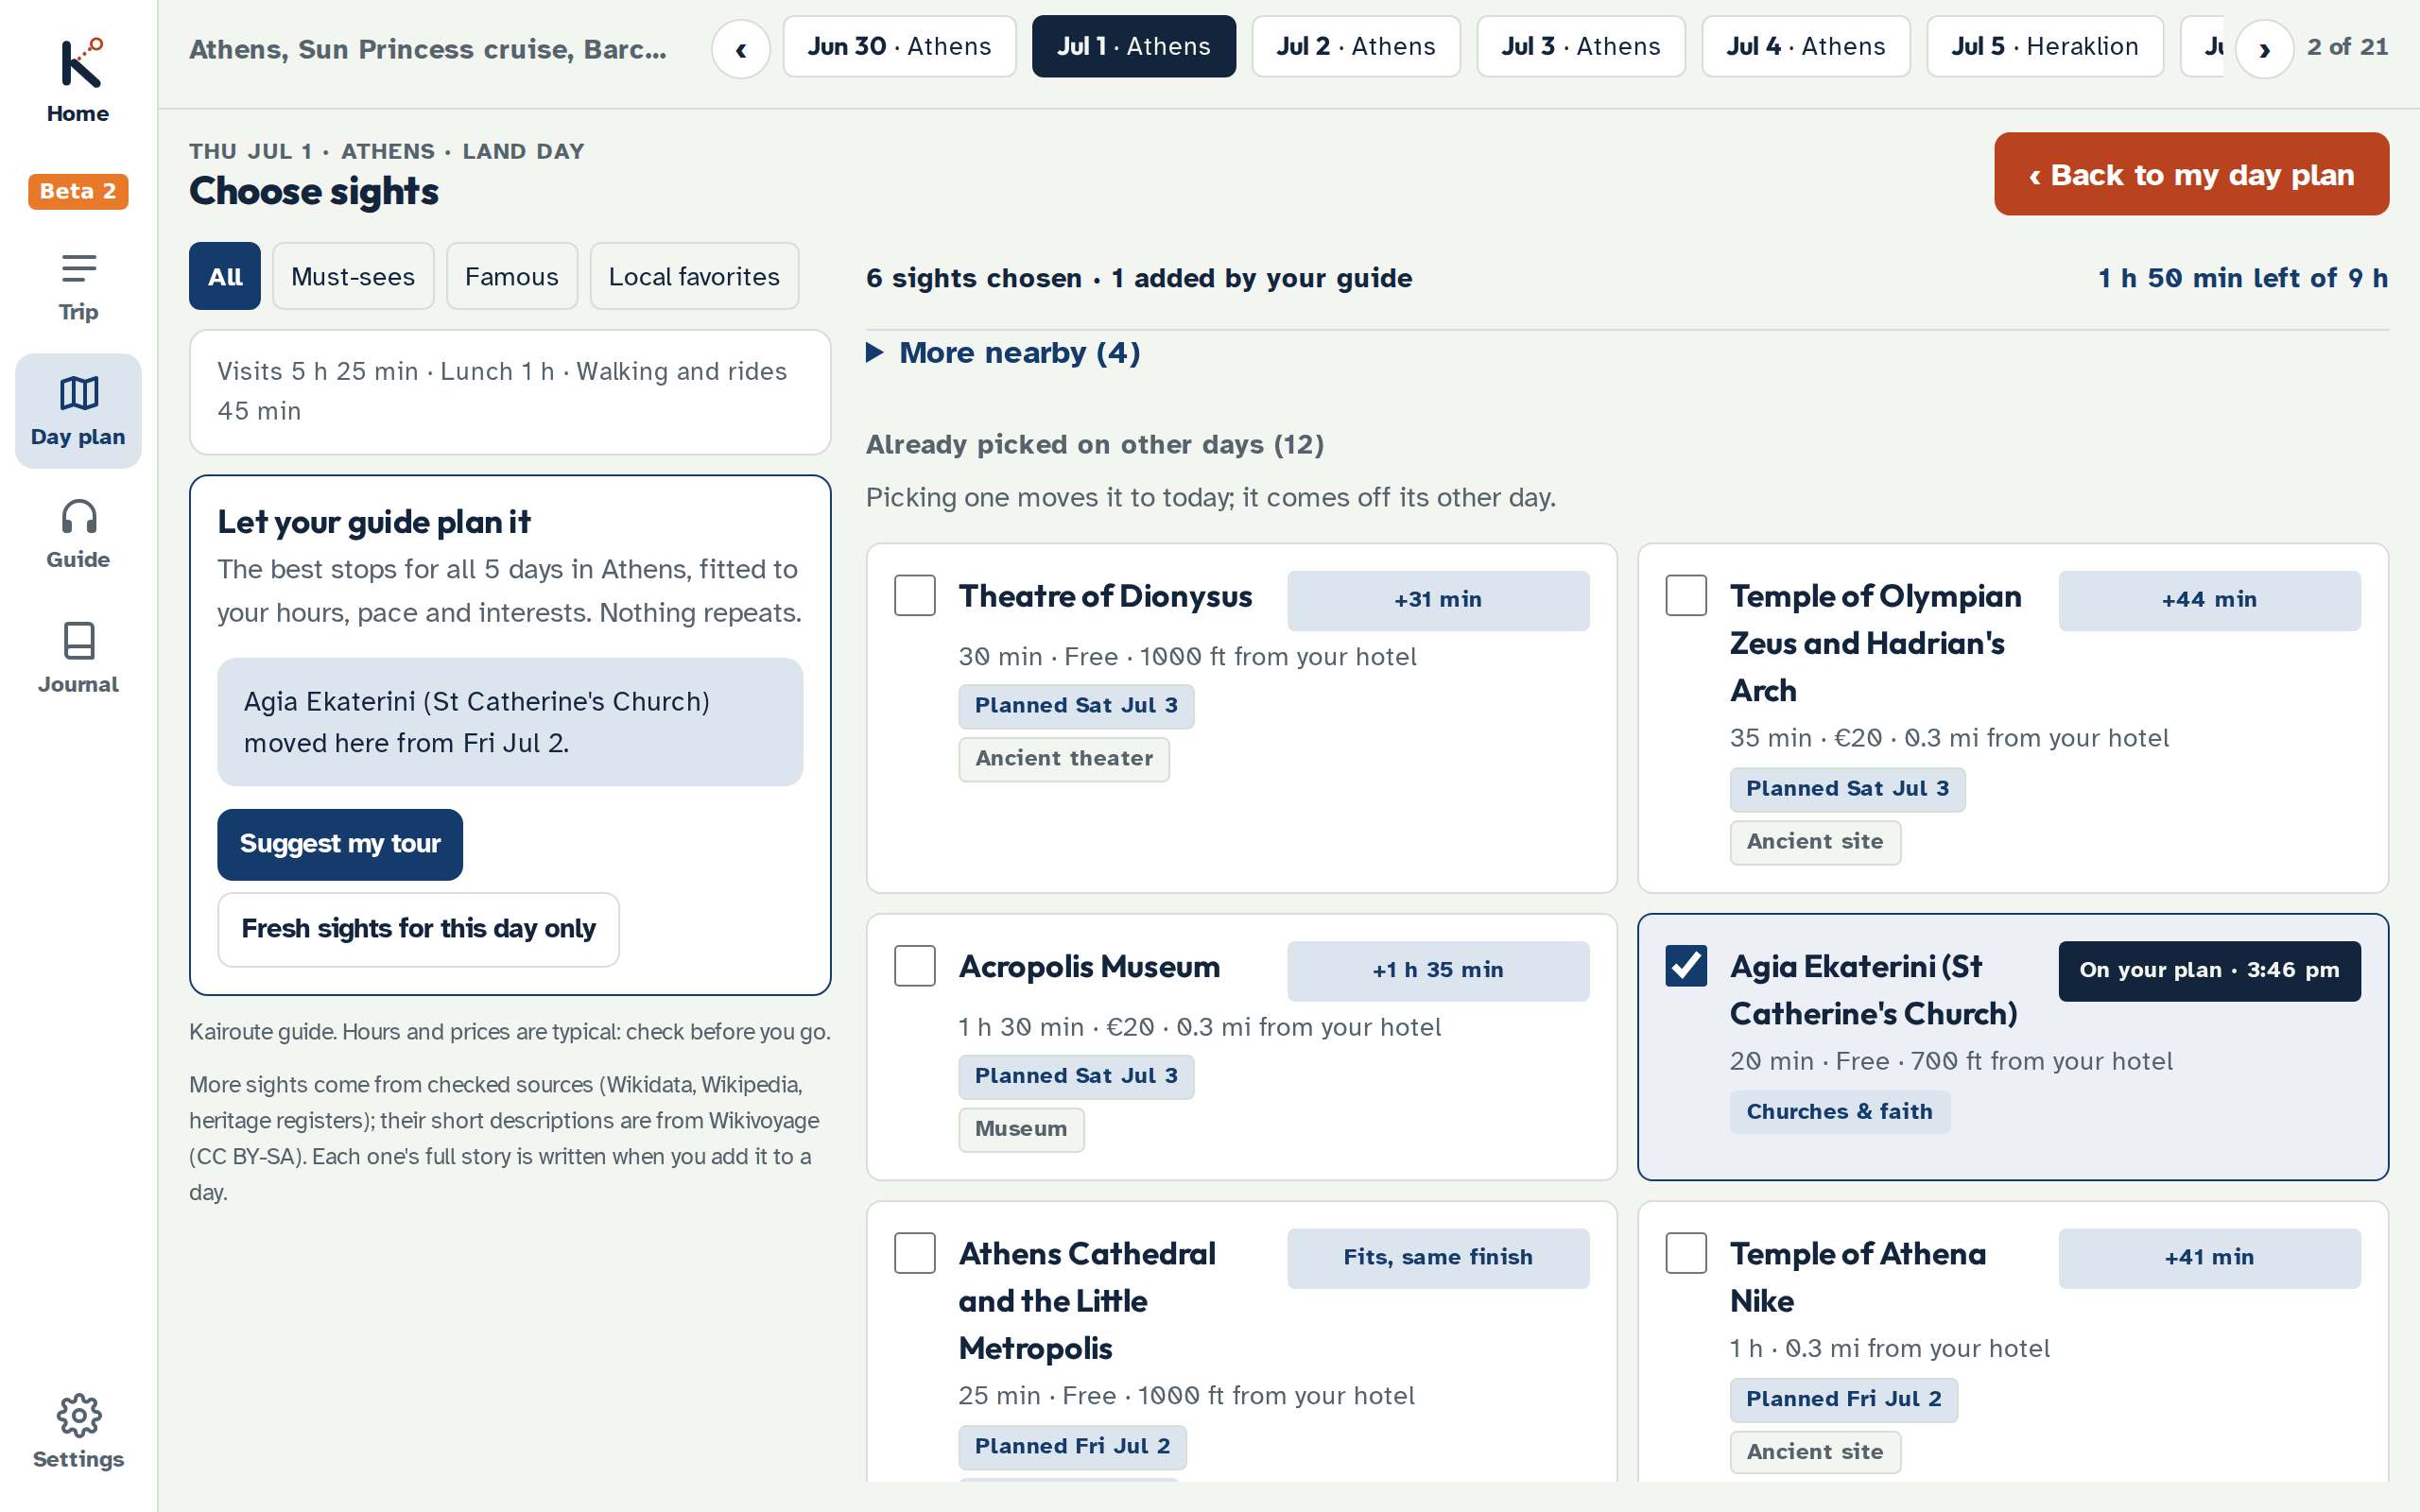 Home
Beta 2
Trip
Day plan
Guide
Journal
Settings
Athens, Sun Princess cruise, Barc...
‹
Jun 30 · Athens
Jul 1 · Athens
Jul 2 · Athens
Jul 3 · Athens
Jul 4 · Athens
Jul 5 · Heraklion
›
2 of 21
THU JUL 1 · ATHENS · LAND DAY
Choose sights
‹ Back to my day plan
All
Must-sees
Famous
Local favorites
Visits 5 h 25 min · Lunch 1 h · Walking and rides
45 min
Let your guide plan it
The best stops for all 5 days in Athens, fitted to
your hours, pace and interests. Nothing repeats.
Agia Ekaterini (St Catherine's Church)
moved here from Fri Jul 2.
Suggest my tour
Fresh sights for this day only
Kairoute guide. Hours and prices are typical: check before you go.
More sights come from checked sources (Wikidata, Wikipedia,
heritage registers); their short descriptions are from Wikivoyage
(CC BY-SA). Each one's full story is written when you add it to a
day.
6 sights chosen · 1 added by your guide
1 h 50 min left of 9 h
More nearby (4)
Already picked on other days (12)
Picking one moves it to today; it comes off its other day.
Theatre of Dionysus
+31 min
30 min · Free · 1000 ft from your hotel
Planned Sat Jul 3
Ancient theater
Temple of Olympian
Zeus and Hadrian's
Arch
+44 min
35 min · €20 · 0.3 mi from your hotel
Planned Sat Jul 3
Ancient site
Acropolis Museum
+1 h 35 min
1 h 30 min · €20 · 0.3 mi from your hotel
Planned Sat Jul 3
Museum
Agia Ekaterini (St
Catherine's Church)
On your plan · 3:46 pm
20 min · Free · 700 ft from your hotel
Churches & faith
Athens Cathedral
and the Little
Metropolis
Fits, same finish
25 min · Free · 1000 ft from your hotel
Planned Fri Jul 2
Temple of Athena
Nike
+41 min
1 h · 0.3 mi from your hotel
Planned Fri Jul 2
Ancient site